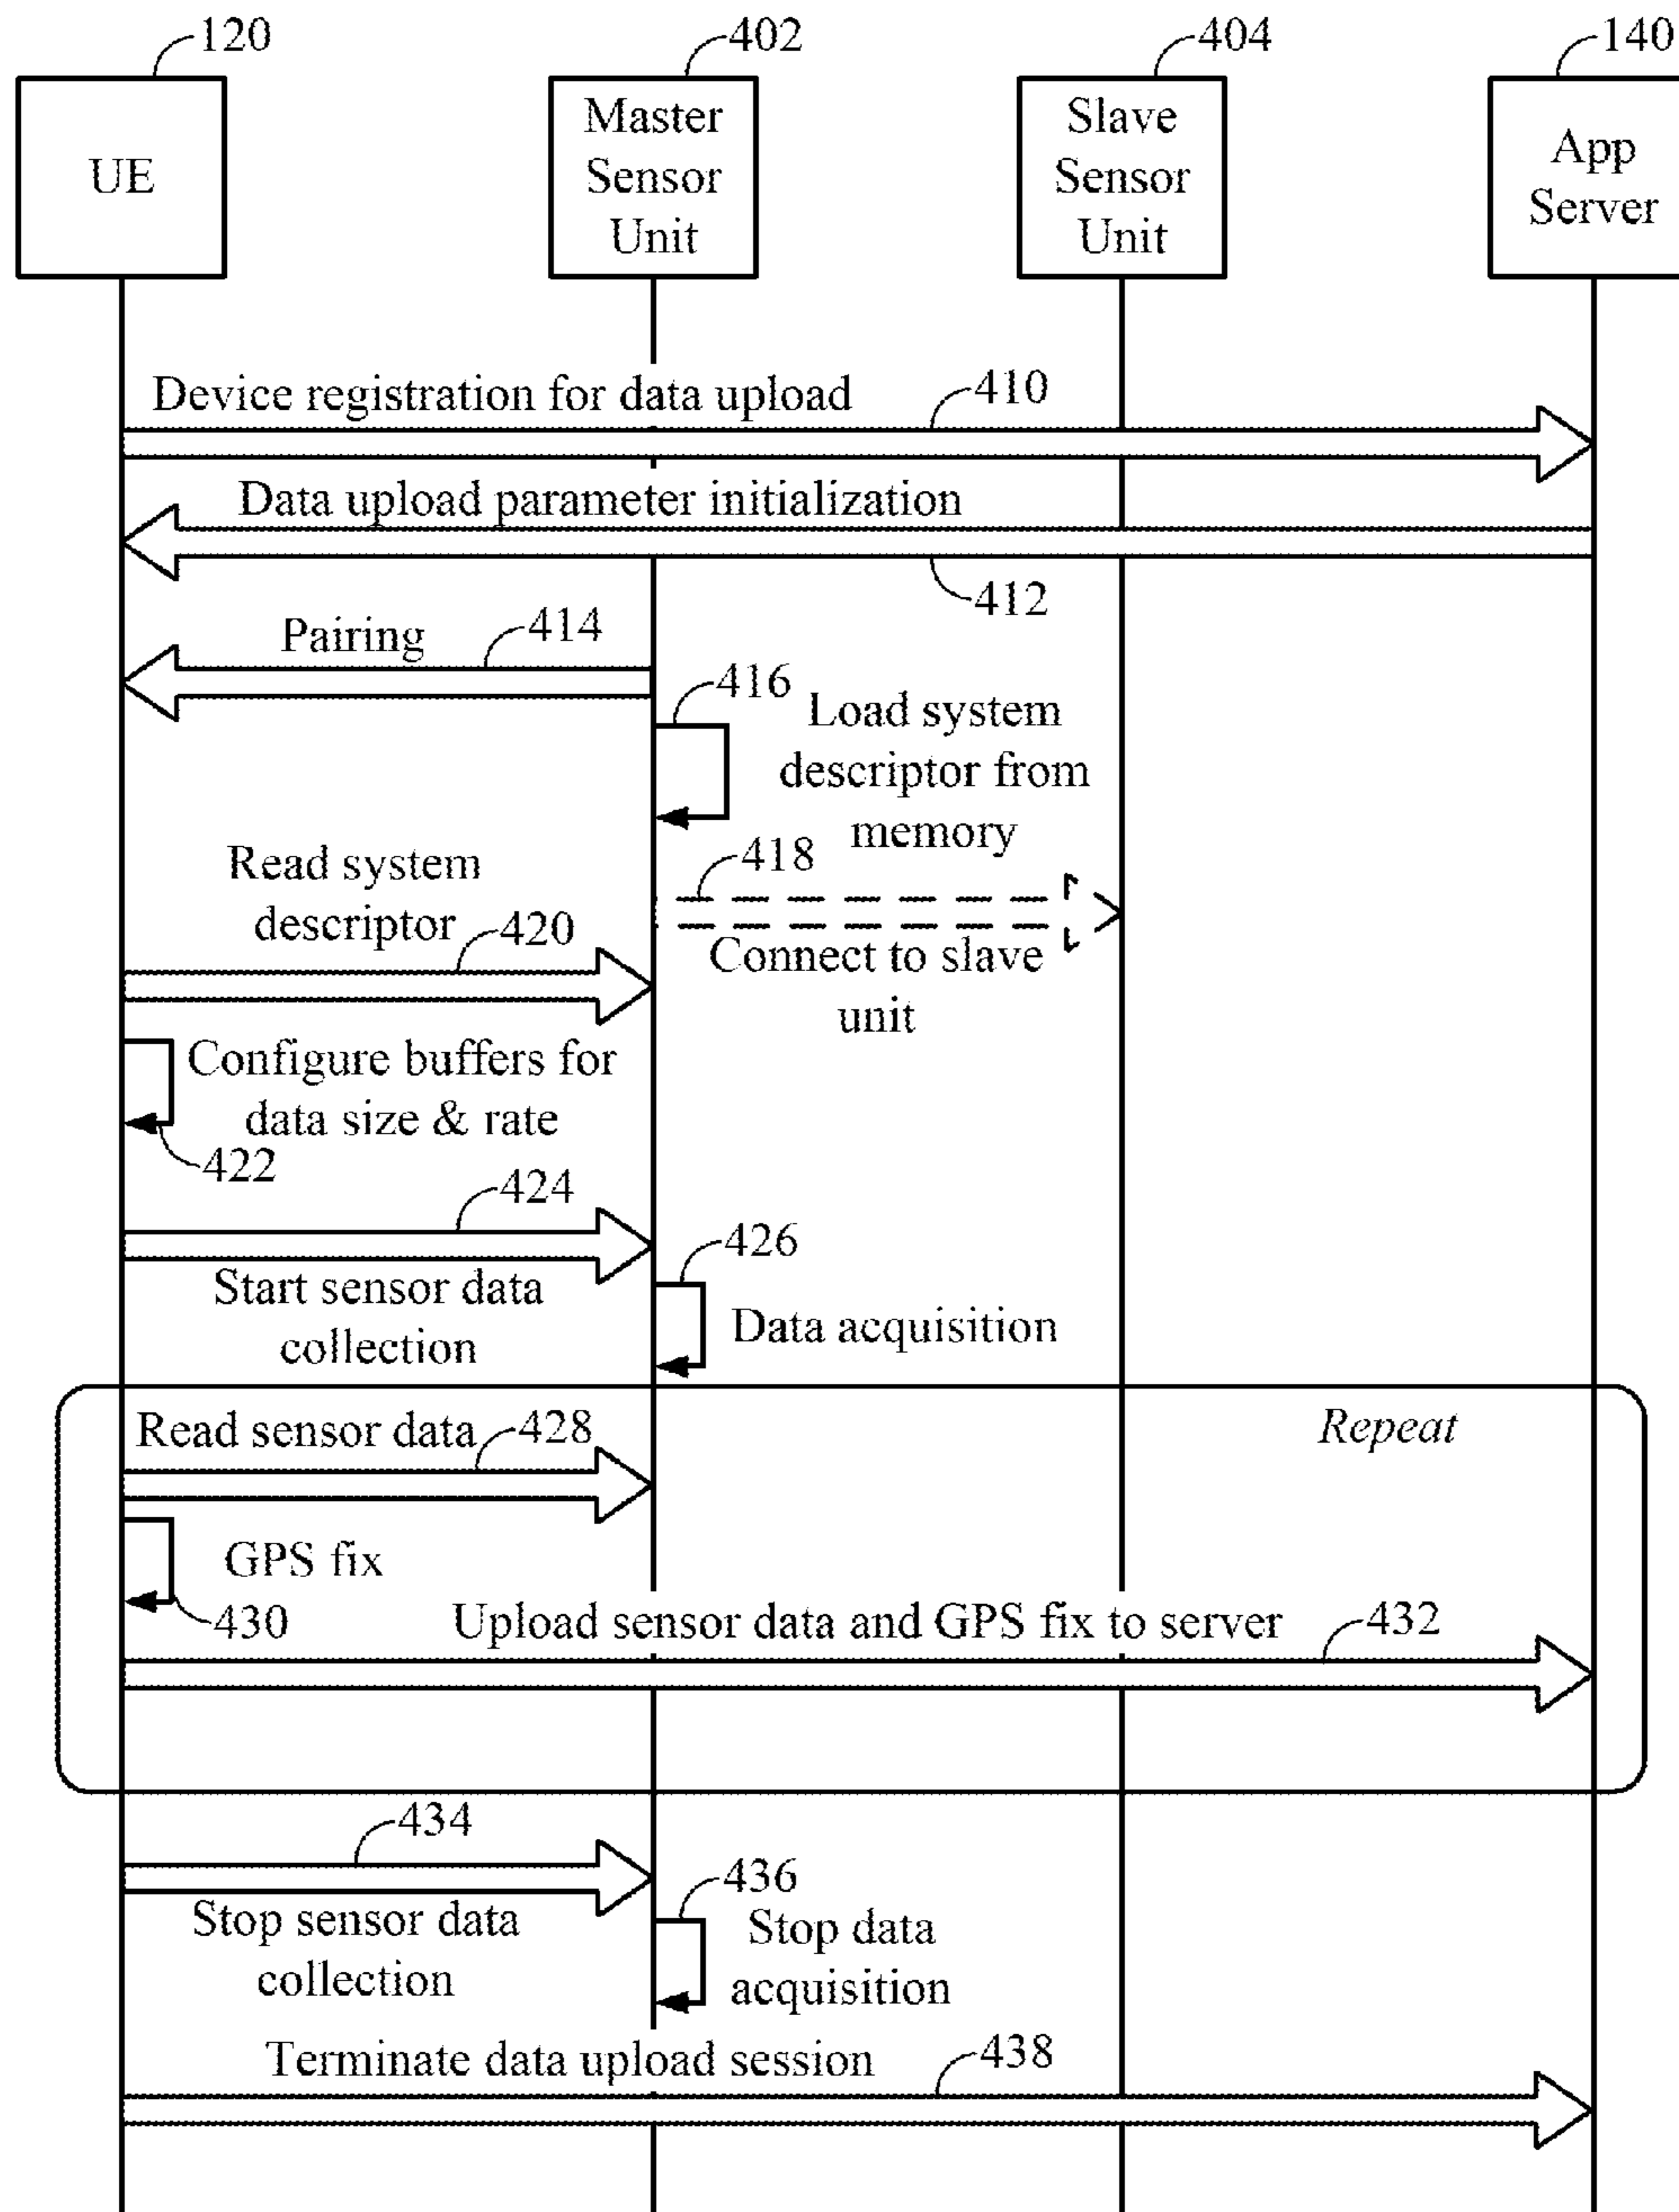 120
402
404
140
UE
Master
Sensor
Unit
Slave
Sensor
Unit
App
Server
Device registration for data upload
410
Data upload parameter initialization
412
Pairing
414
416
Load system
descriptor from
memory
418
Connect to slave
unit
Read system
descriptor
420
Configure buffers for
data size & rate
422
424
Start sensor data
collection
426
Data acquisition
Repeat
Read sensor data
428
GPS fix
430
Upload sensor data and GPS fix to server
432
434
Stop sensor data
collection
436
Stop data
acquisition
Terminate data upload session
438